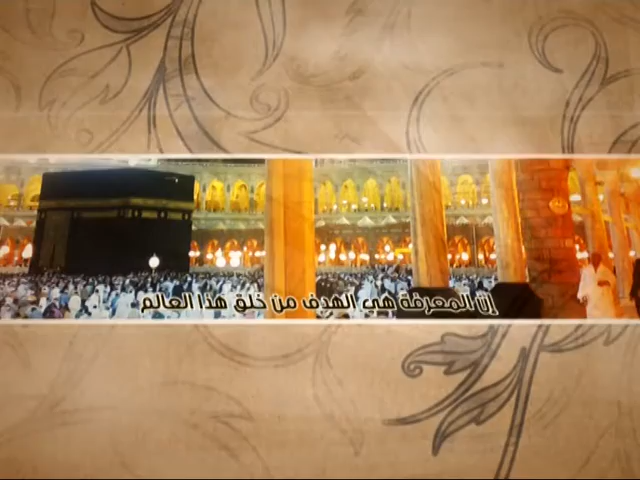 إن المعرفة هي الهدف من خلق هذا العالم